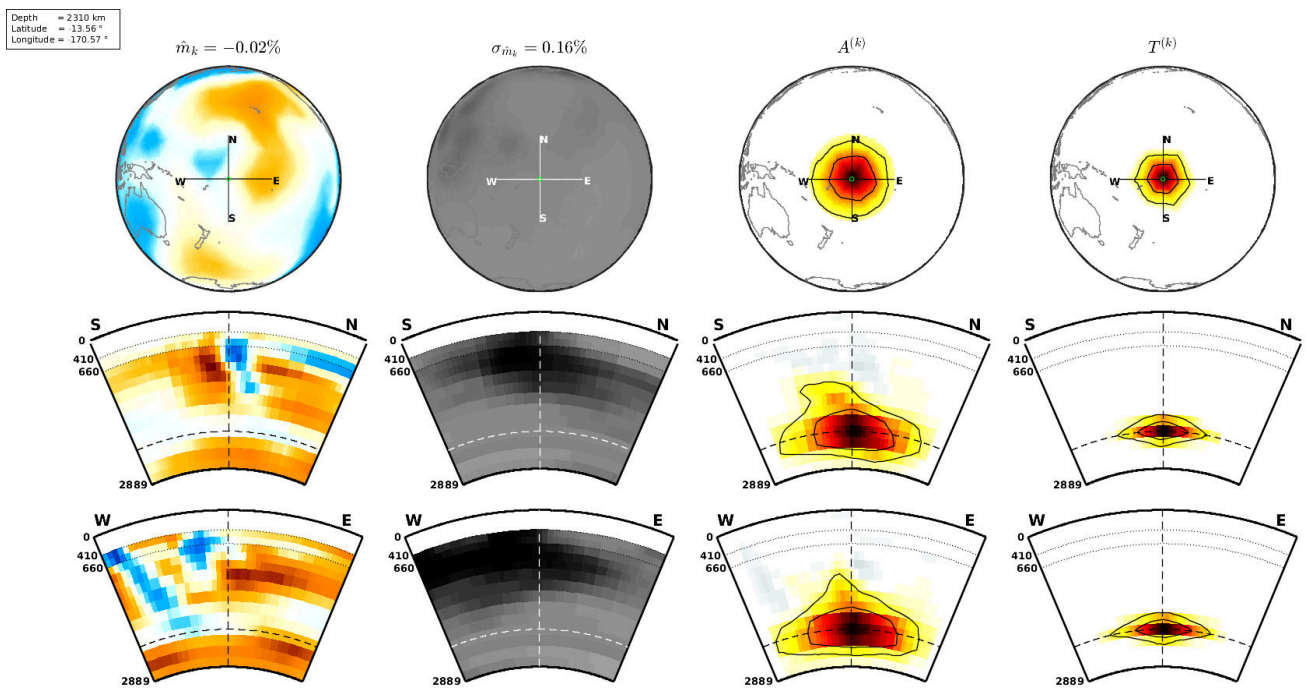 Depth = 2310 km
Latitude = -13.56 °
Longitude = -170.57 °
m̂ₖ = −0.02%
σ_m̂ₖ = 0.16%
A⁽ᵏ⁾
T⁽ᵏ⁾
N
W E
S
N
W E
S
N
W E
S
N
W E
S
S N
0
410
660
2889
S N
0
410
660
2889
S N
0
410
660
2889
S N
0
410
660
2889
W E
0
410
660
2889
W E
0
410
660
2889
W E
0
410
660
2889
W E
0
410
660
2889